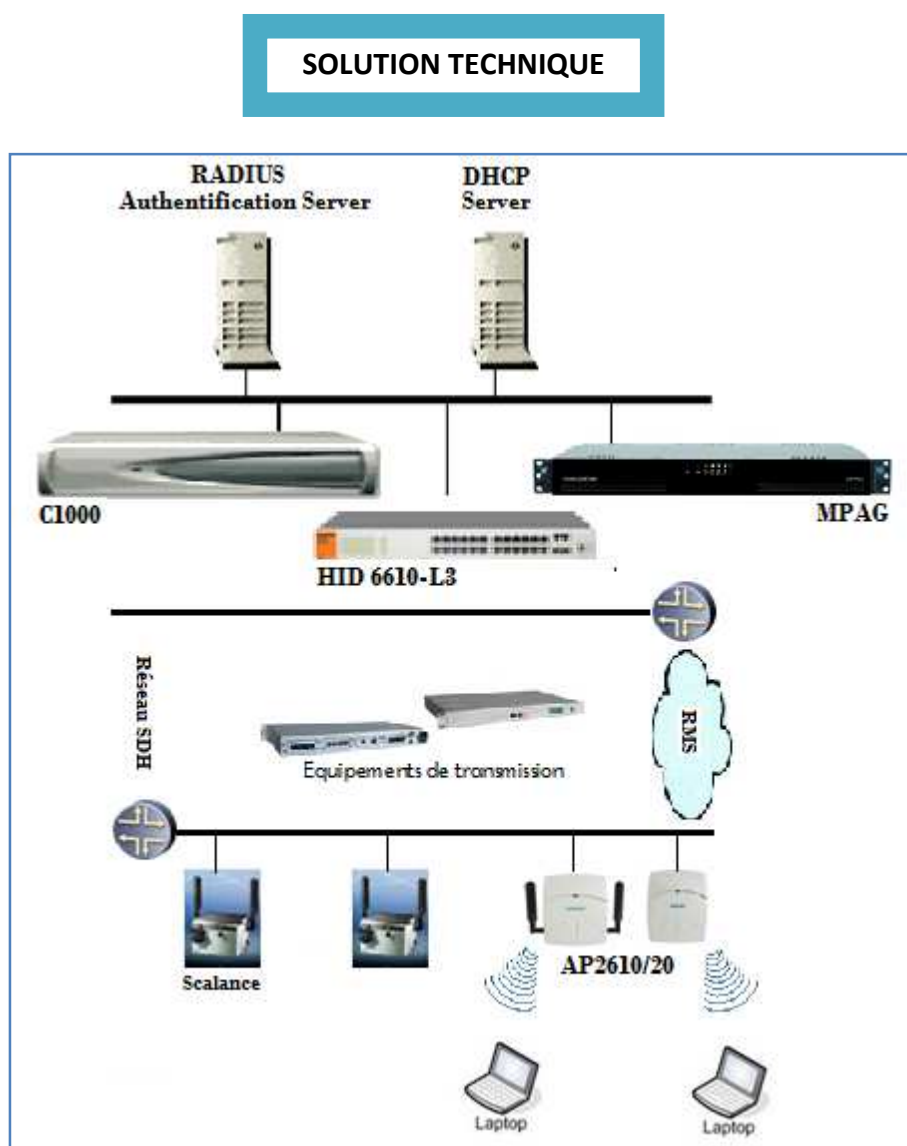 SOLUTION TECHNIQUE
RADIUS
Authentification Server
DHCP
Server
C1000
MPAG
HID 6610-L3
Réseau SDH
RMS
Equipements de transmission
Scalance
AP2610/20
Laptop
Laptop